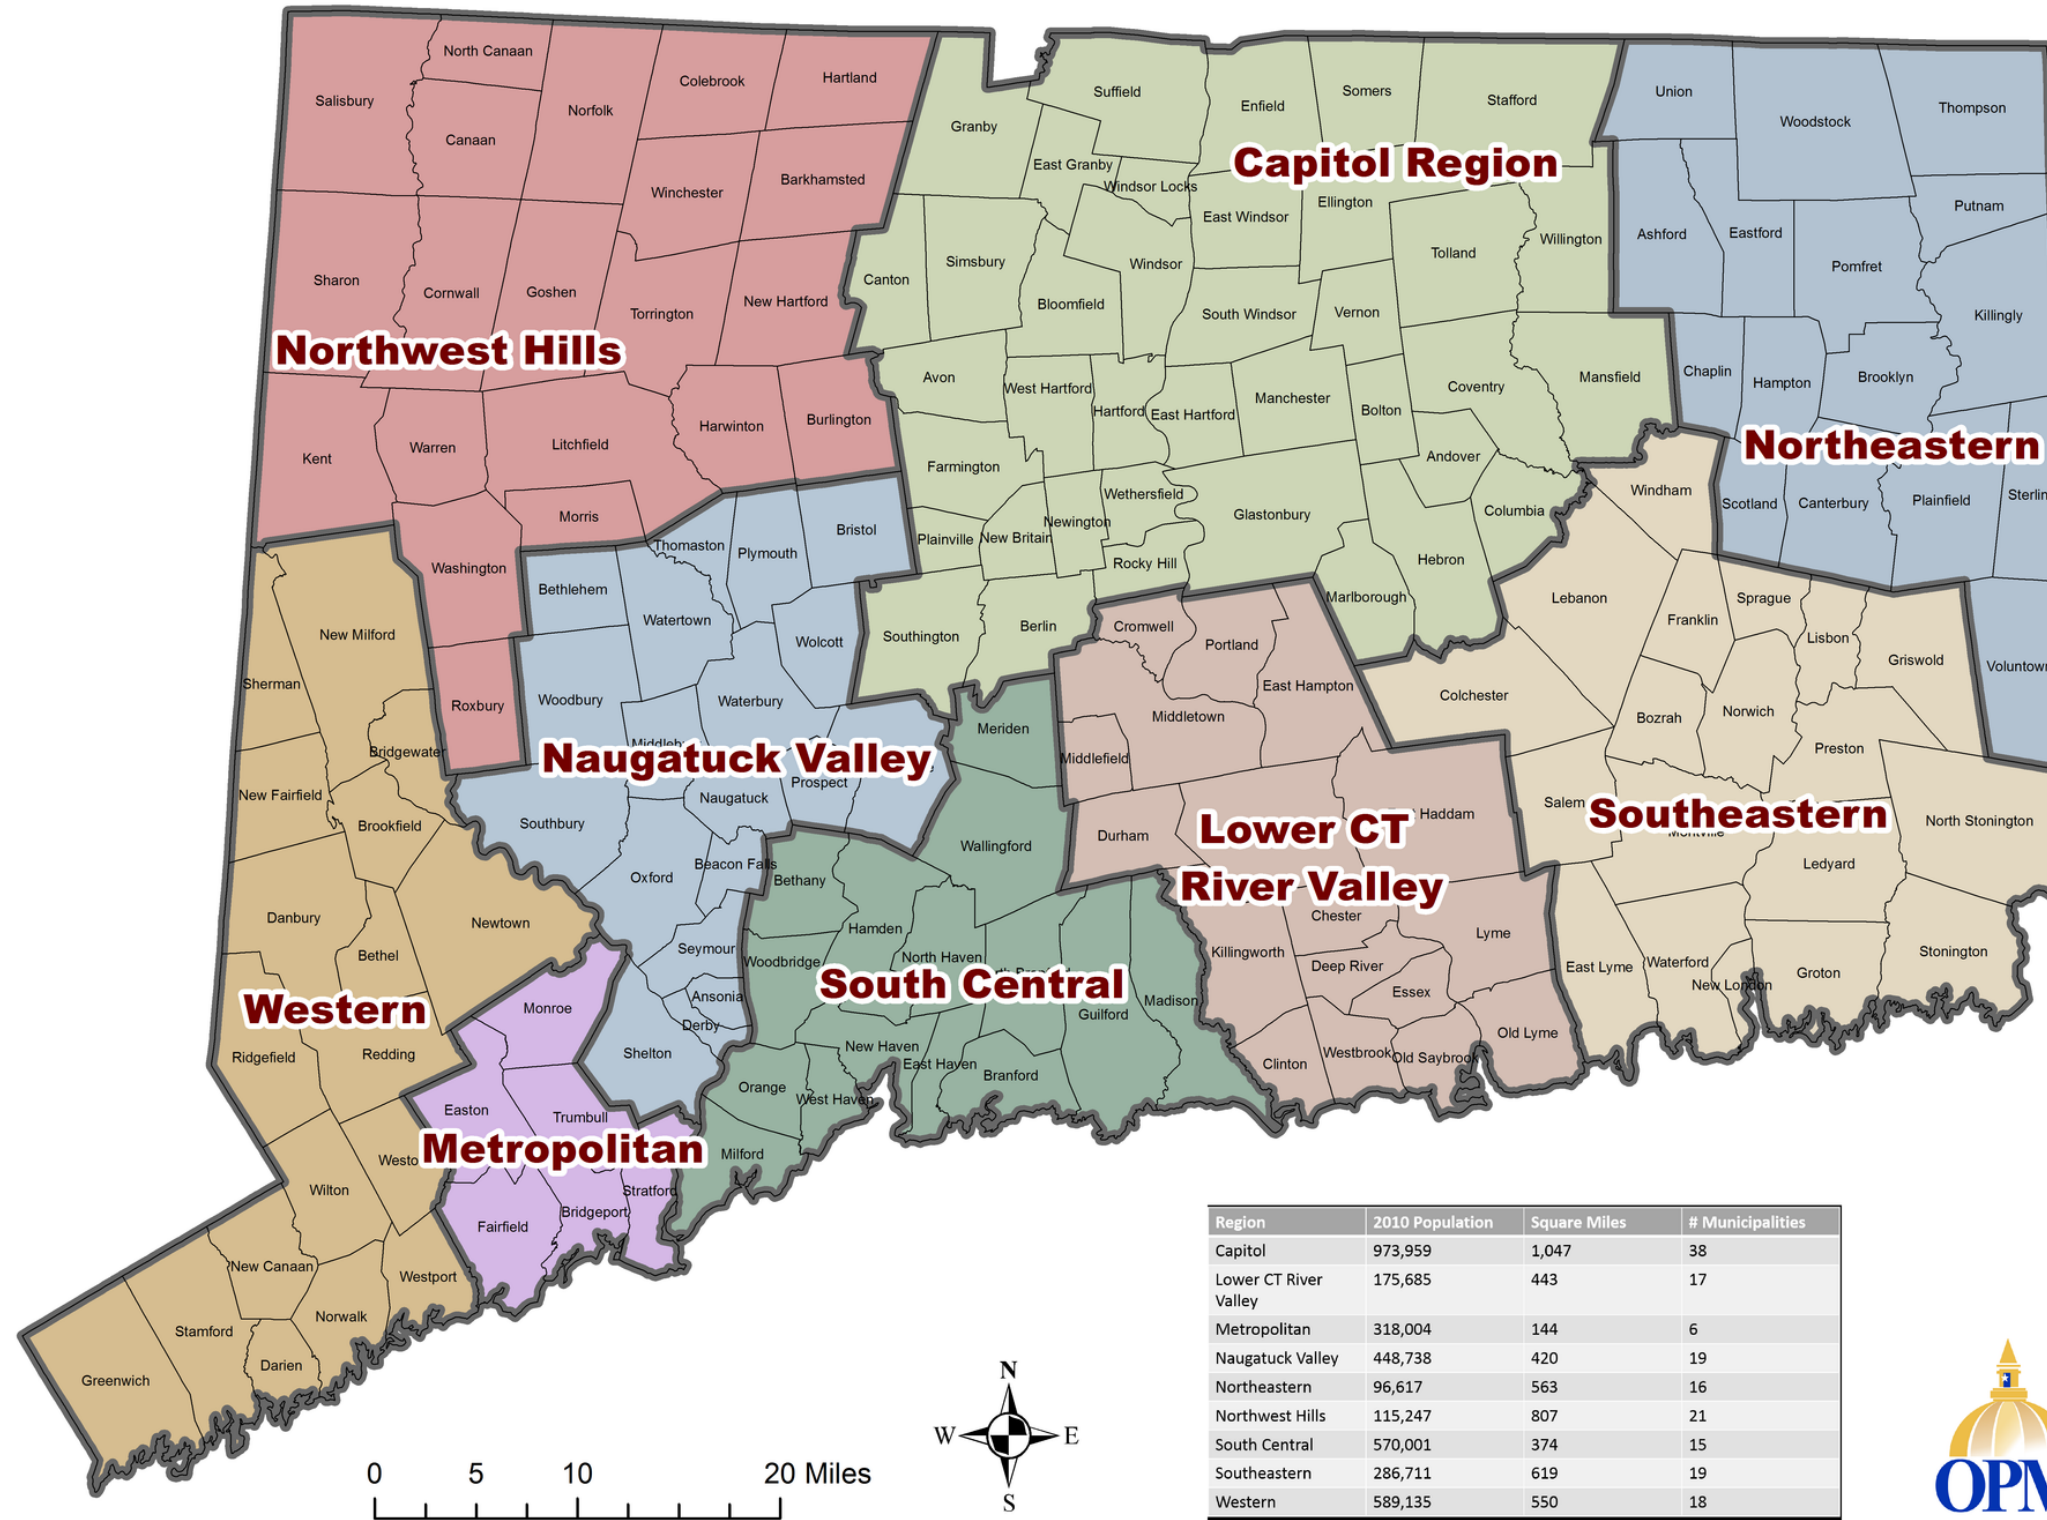 North Canaan
Colebrook
Hartland
Salisbury
Norfolk
Canaan
Winchester
Barkhamsted
Sharon
Cornwall
Goshen
Torrington
New Hartford
Northwest Hills
Kent
Warren
Litchfield
Harwinton
Burlington
Morris
Washington
Roxbury
Suffield
Enfield
Somers
Stafford
Granby
East Granby
Windsor Locks
Capitol Region
East Windsor
Ellington
Tolland
Willington
Canton
Simsbury
Windsor
Bloomfield
South Windsor
Vernon
Avon
West Hartford
Hartford
East Hartford
Manchester
Bolton
Coventry
Mansfield
Farmington
Andover
Wethersfield
Newington
Glastonbury
Columbia
Plainville
New Britain
Rocky Hill
Hebron
Marlborough
Southington
Berlin
Union
Woodstock
Thompson
Putnam
Ashford
Eastford
Pomfret
Killingly
Chaplin
Hampton
Brooklyn
Northeastern
Scotland
Canterbury
Plainfield
Sterlin
Voluntown
Thomaston
Plymouth
Bristol
Bethlehem
Watertown
Wolcott
Woodbury
Waterbury
Middleb
Naugatuck Valley
Prospect
Naugatuck
Southbury
Oxford
Beacon Falls
Seymour
Ansonia
Derby
Shelton
New Milford
Sherman
Bridgewater
New Fairfield
Brookfield
Danbury
Newtown
Bethel
Western
Ridgefield
Redding
Westo
Wilton
New Canaan
Westport
Norwalk
Stamford
Darien
Greenwich
Monroe
Easton
Trumbull
Metropolitan
Stratford
Bridgeport
Fairfield
Meriden
Wallingford
Bethany
Hamden
Woodbridge
North Haven
South Central
Madison
Guilford
New Haven
East Haven
Branford
Orange
West Haven
Milford
Cromwell
Portland
East Hampton
Middletown
Middlefield
Durham
Haddam
Lower CT
River Valley
Chester
Lyme
Killingworth
Deep River
Essex
Old Lyme
Clinton
Westbrook
Old Saybrook
Windham
Lebanon
Sprague
Franklin
Lisbon
Griswold
Colchester
Bozrah
Norwich
Preston
Salem
Southeastern
Montville
North Stonington
Ledyard
East Lyme
Waterford
New London
Groton
Stonington
Region 2010 Population Square Miles # Municipalities
Capitol 973,959 1,047 38
Lower CT River 175,685 443 17
Valley
Metropolitan 318,004 144 6
Naugatuck Valley 448,738 420 19
Northeastern 96,617 563 16
Northwest Hills 115,247 807 21
South Central 570,001 374 15
Southeastern 286,711 619 19
Western 589,135 550 18
N
W E
S
0 5 10 20 Miles
OPM